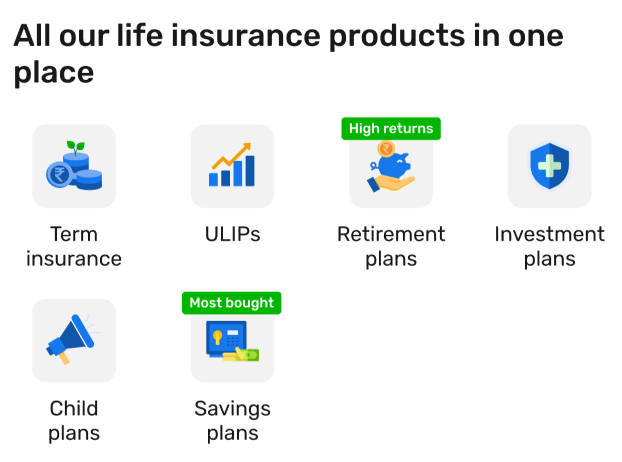 All our life insurance products in one
place
High returns
Term
insurance
ULIPs
Retirement
plans
Investment
plans
Most bought
Child
plans
Savings
plans